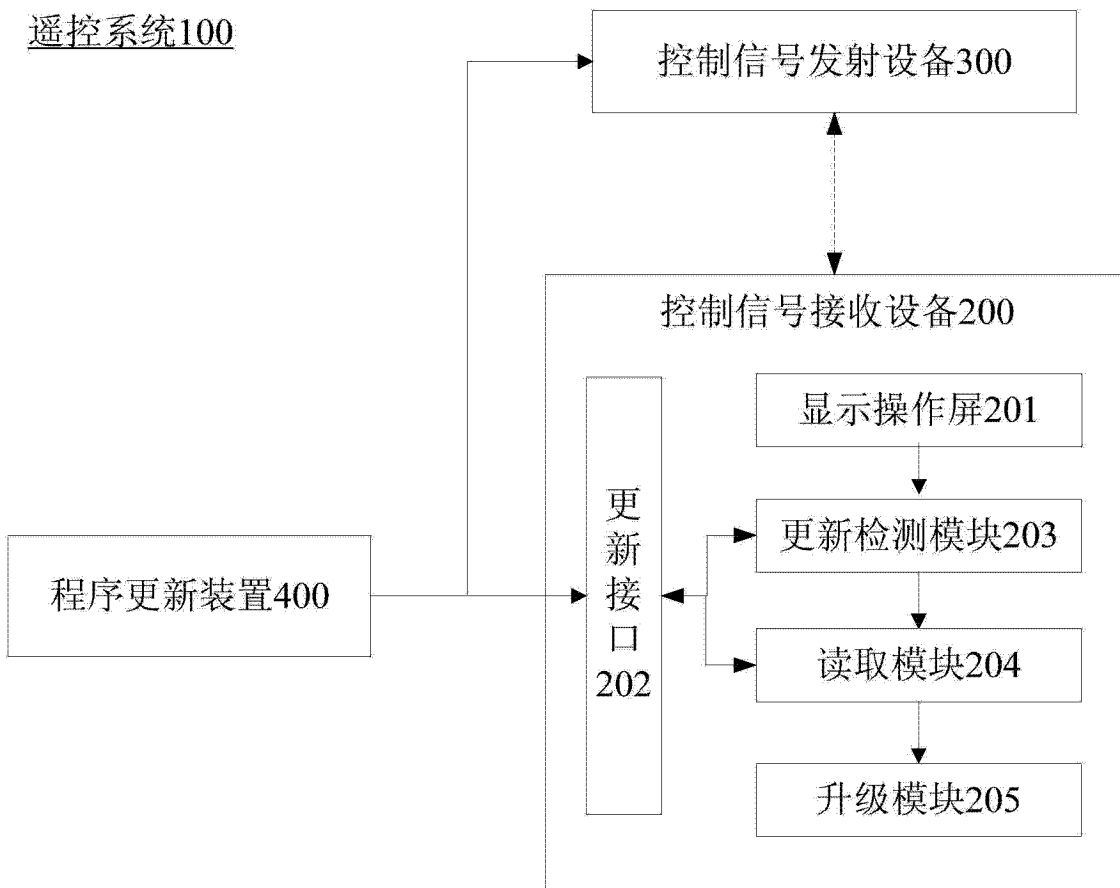 遥控系统100
控制信号发射设备300
控制信号接收设备200
显示操作屏201
更新接口202
更新检测模块203
程序更新装置400
读取模块204
升级模块205